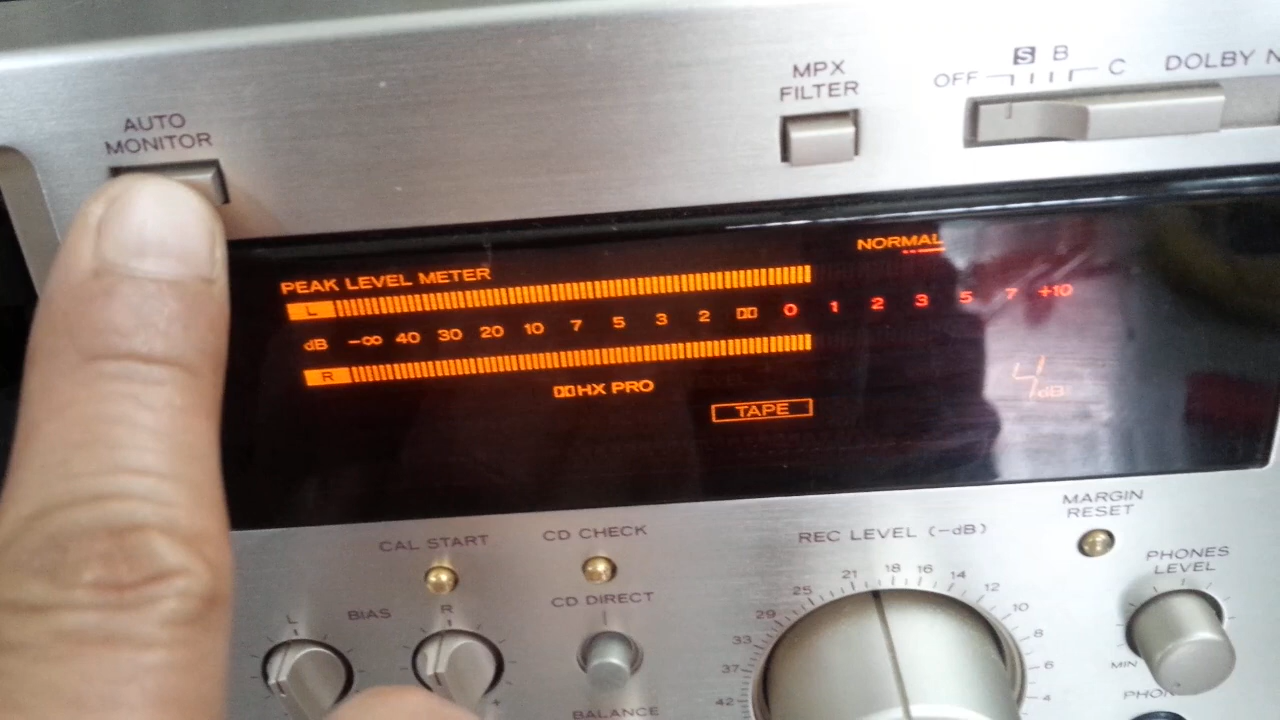 AUTO
MONITOR
MPX
FILTER
OFF S B C DOLBY N
PEAK LEVEL METER
NORMAL
L
dB -∞ 40 30 20 10 7 5 3 2 0 1 2 3 5 7 +10
R
HX PRO
4 dB
TAPE
CAL START
CD CHECK
REC LEVEL (-dB)
MARGIN
RESET
PHONES
LEVEL
L BIAS R
CD DIRECT
42 37 33 29 25 21 18 16 14 12 10 8 6 4
MIN
+
BALANCE